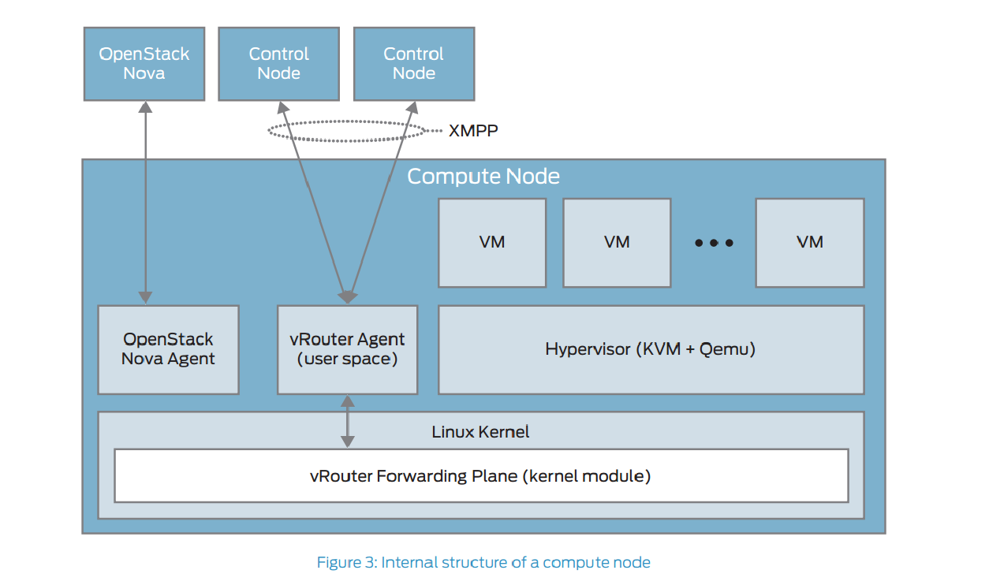 OpenStack
Nova
Control
Node
Control
Node
XMPP
Compute Node
VM
VM
VM
OpenStack
Nova Agent
vRouter Agent
(user space)
Hypervisor (KVM + Qemu)
Linux Kernel
vRouter Forwarding Plane (kernel module)
Figure 3: Internal structure of a compute node